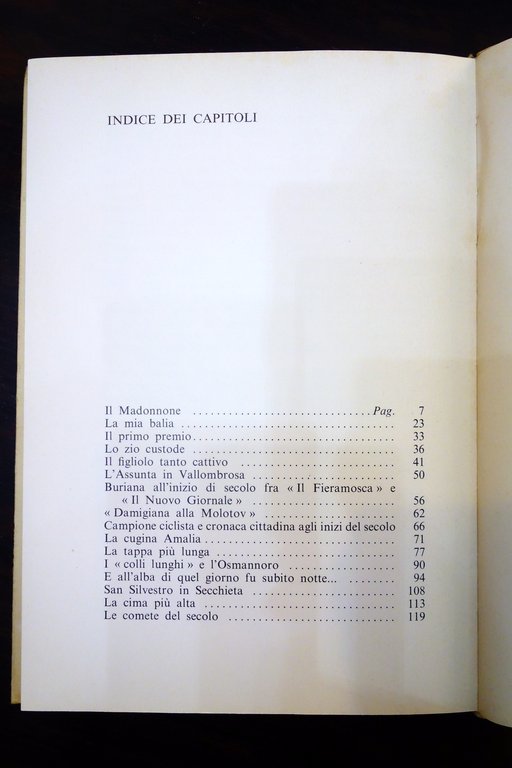 INDICE DEI CAPITOLI
Il Madonnone ................................ Pag. 7
La mia balia ................................ 23
Il primo premio ................................ 33
Lo zio custode ................................ 36
Il figliolo tanto cattivo ................................ 41
L'Assunta in Vallombrosa ................................ 50
Buriana all'inizio di secolo fra « Il Fieramosca » e
« Il Nuovo Giornale » ................................ 56
« Damigiana alla Molotov » ................................ 62
Campione ciclista e cronaca cittadina agli inizi del secolo 66
La cugina Amalia ................................ 71
La tappa più lunga ................................ 77
I « colli lunghi » e l'Osmannoro ................................ 90
E all'alba di quel giorno fu subito notte... ................ 94
San Silvestro in Secchieta ................................ 108
La cima più alta ................................ 113
Le comete del secolo ................................ 119